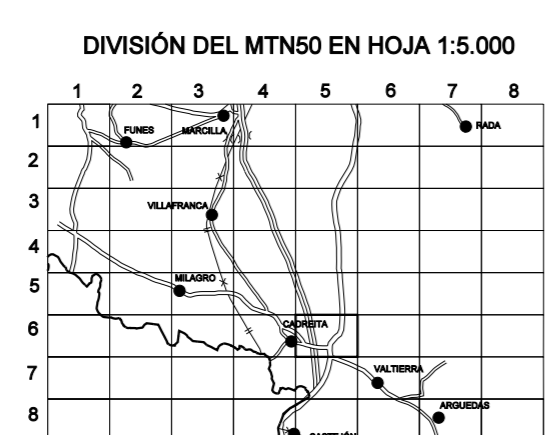 DIVISIÓN DEL MTN50 EN HOJA 1:5.000
1 2 3 4 5 6 7 8
1
FUNES
MARCILLA
RADA
2
3
VILLAFRANCA
4
5
MILAGRO
6
CADREITA
7
VALTIERRA
8
ARGUEDAS